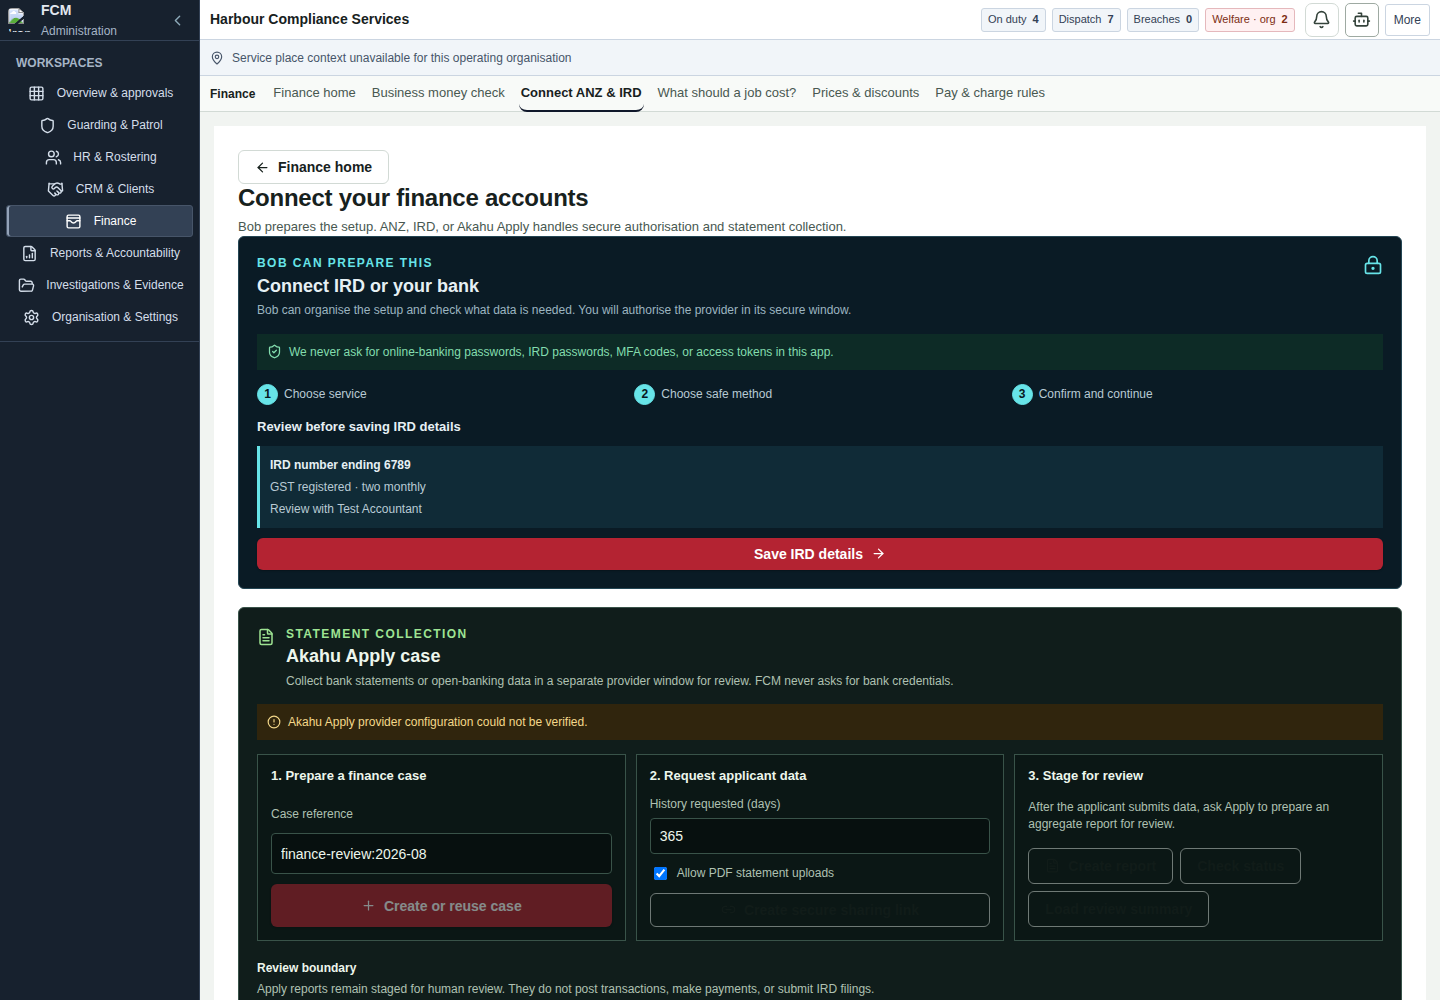 FCM
Administration
WORKSPACES
Overview & approvals
Guarding & Patrol
HR & Rostering
CRM & Clients
Finance
Reports & Accountability
Investigations & Evidence
Organisation & Settings
Harbour Compliance Services
On duty 4
Dispatch 7
Breaches 0
Welfare · org 2
More
Service place context unavailable for this operating organisation
Finance
Finance home
Business money check
Connect ANZ & IRD
What should a job cost?
Prices & discounts
Pay & charge rules
Finance home
Connect your finance accounts
Bob prepares the setup. ANZ, IRD, or Akahu Apply handles secure authorisation and statement collection.
BOB CAN PREPARE THIS
Connect IRD or your bank
Bob can organise the setup and check what data is needed. You will authorise the provider in its secure window.
We never ask for online-banking passwords, IRD passwords, MFA codes, or access tokens in this app.
1 Choose service
2 Choose safe method
3 Confirm and continue
Review before saving IRD details
IRD number ending 6789
GST registered · two monthly
Review with Test Accountant
Save IRD details
STATEMENT COLLECTION
Akahu Apply case
Collect bank statements or open-banking data in a separate provider window for review. FCM never asks for bank credentials.
Akahu Apply provider configuration could not be verified.
1. Prepare a finance case
Case reference
finance-review:2026-08
Create or reuse case
2. Request applicant data
History requested (days)
365
Allow PDF statement uploads
Create secure sharing link
3. Stage for review
After the applicant submits data, ask Apply to prepare an
aggregate report for review.
Create report
Check status
Load review summary
Review boundary
Apply reports remain staged for human review. They do not post transactions, make payments, or submit IRD filings.